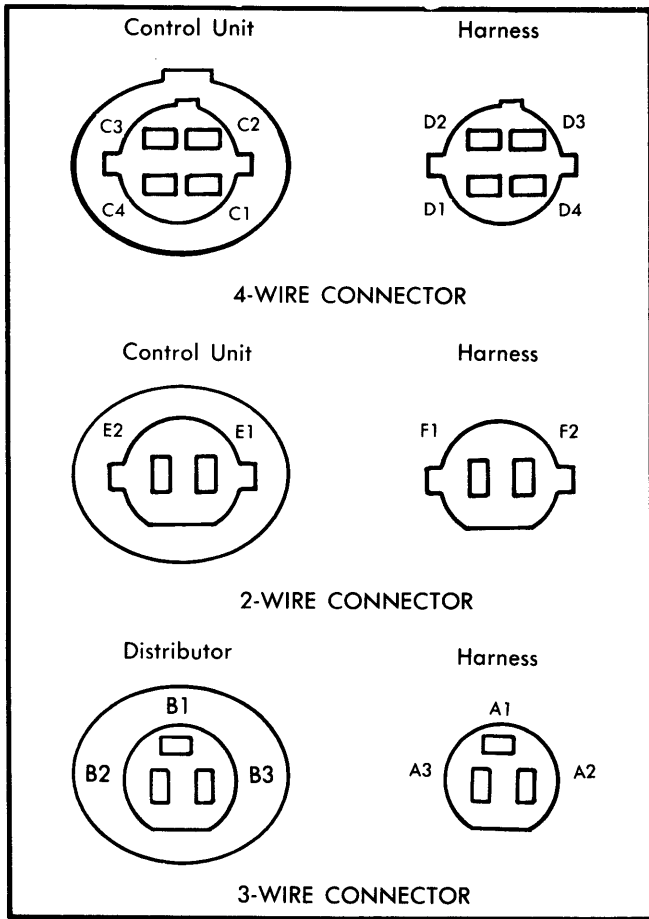 Control Unit Harness
C3 C2 D2 D3
C4 C1 D1 D4
4-WIRE CONNECTOR
Control Unit Harness
E2 E1 F1 F2
2-WIRE CONNECTOR
Distributor Harness
B1 A1
B2 B3 A3 A2
3-WIRE CONNECTOR